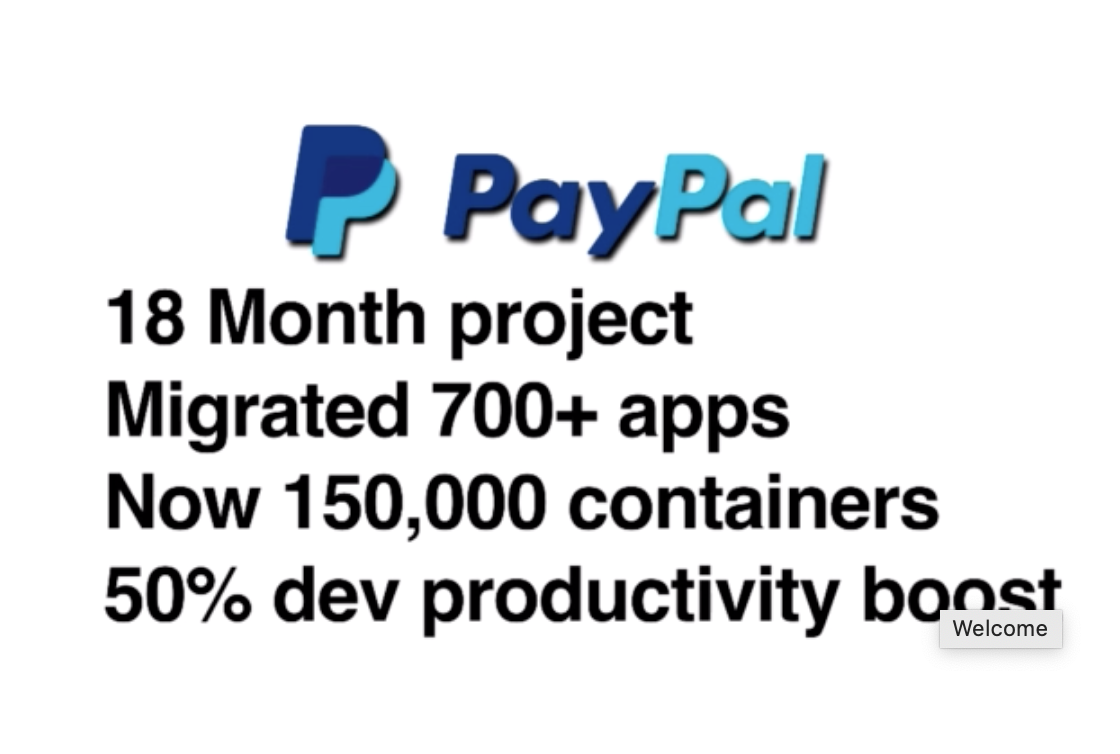 PayPal
18 Month project
Migrated 700+ apps
Now 150,000 containers
50% dev productivity boost
Welcome